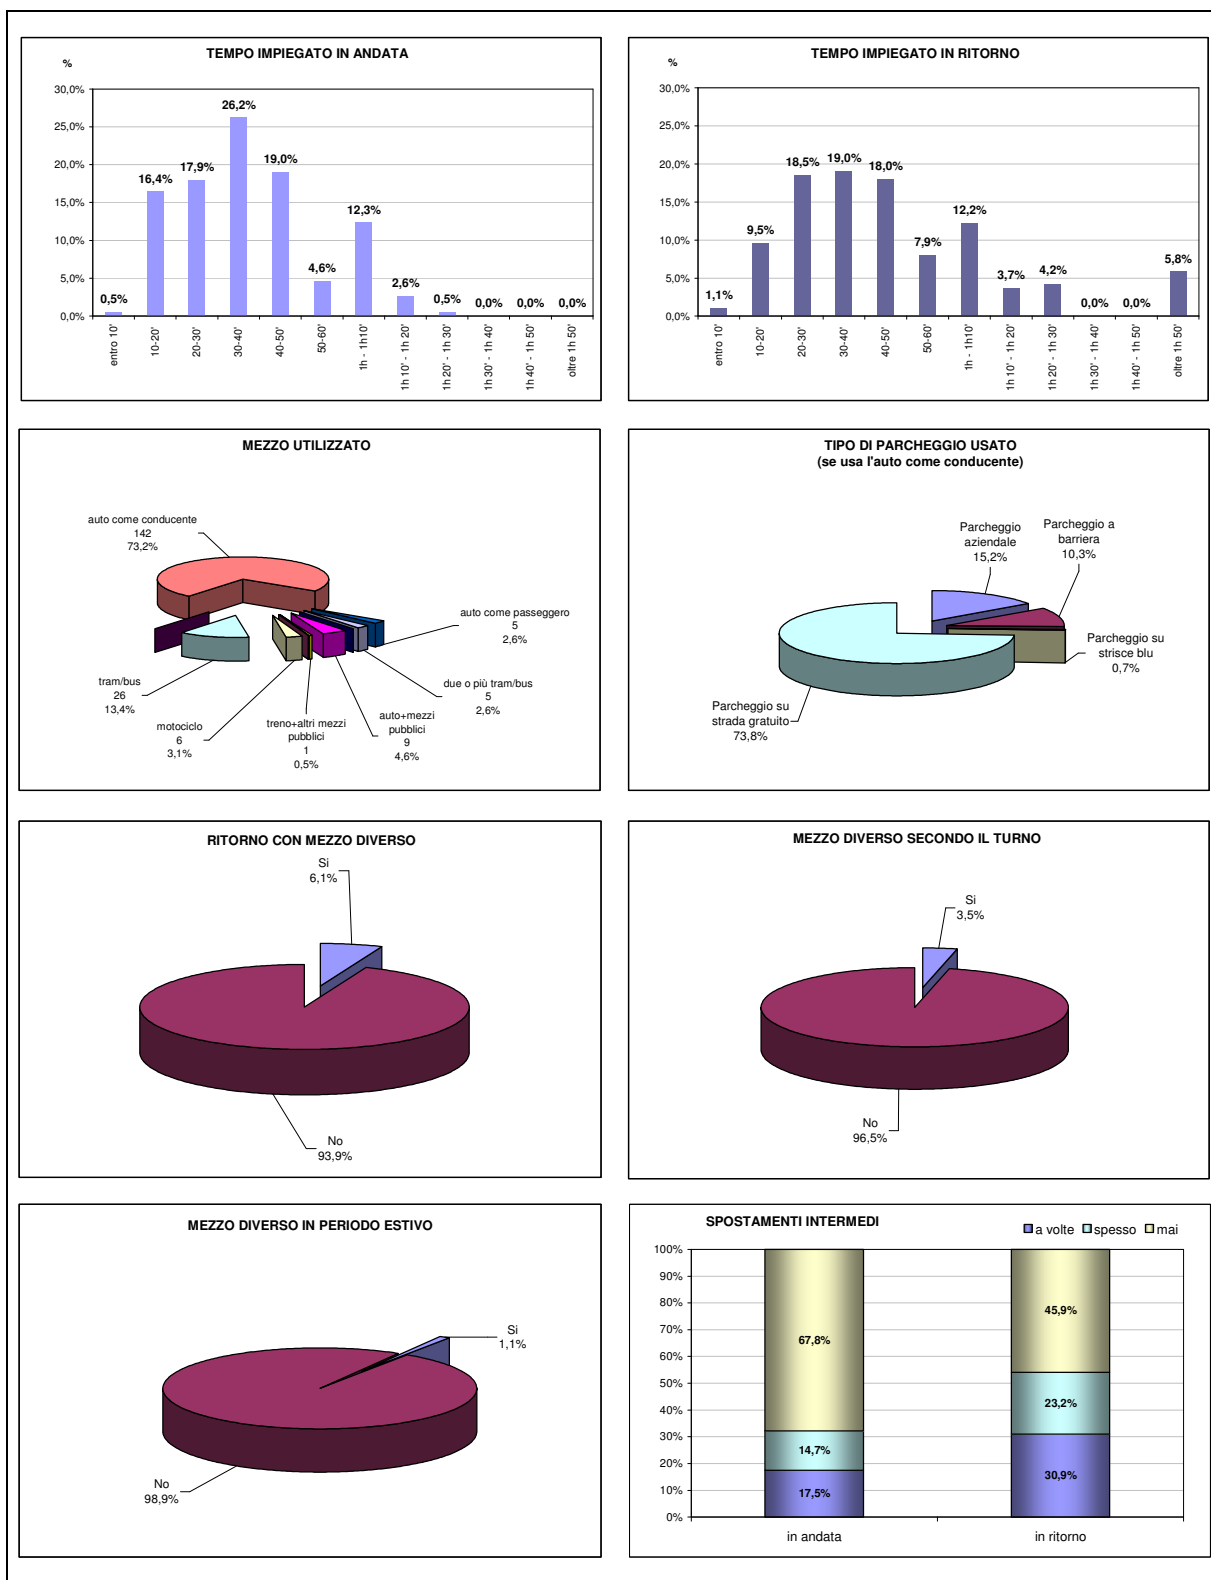 TEMPO IMPIEGATO IN ANDATA
%
30,0%
25,0%
20,0%
15,0%
10,0%
5,0%
0,0%
0,5%
16,4%
17,9%
26,2%
19,0%
4,6%
12,3%
2,6%
0,5%
0,0%
0,0%
0,0%
entro 10'
10-20'
20-30'
30-40'
40-50'
50-60'
1h - 1h10'
1h 10' - 1h 20'
1h 20' - 1h 30'
1h 30' - 1h 40'
1h 40' - 1h 50'
oltre 1h 50'
TEMPO IMPIEGATO IN RITORNO
%
30,0%
25,0%
20,0%
15,0%
10,0%
5,0%
0,0%
1,1%
9,5%
18,5%
19,0%
18,0%
7,9%
12,2%
3,7%
4,2%
0,0%
0,0%
5,8%
entro 10'
10-20'
20-30'
30-40'
40-50'
50-60'
1h - 1h10'
1h 10' - 1h 20'
1h 20' - 1h 30'
1h 30' - 1h 40'
1h 40' - 1h 50'
oltre 1h 50'
MEZZO UTILIZZATO
auto come conducente
142
73,2%
auto come passeggero
5
2,6%
due o più tram/bus
5
2,6%
auto+mezzi
pubblici
9
4,6%
treno+altri mezzi
pubblici
1
0,5%
motociclo
6
3,1%
tram/bus
26
13,4%
TIPO DI PARCHEGGIO USATO
(se usa l'auto come conducente)
Parcheggio
aziendale
15,2%
Parcheggio a
barriera
10,3%
Parcheggio su
strisce blu
0,7%
Parcheggio su
strada gratuito
73,8%
RITORNO CON MEZZO DIVERSO
Si
6,1%
No
93,9%
MEZZO DIVERSO SECONDO IL TURNO
Si
3,5%
No
96,5%
MEZZO DIVERSO IN PERIODO ESTIVO
Si
1,1%
No
98,9%
SPOSTAMENTI INTERMEDI
a volte spesso mai
100%
90%
80%
70%
60%
50%
40%
30%
20%
10%
0%
67,8%
14,7%
17,5%
45,9%
23,2%
30,9%
in andata
in ritorno